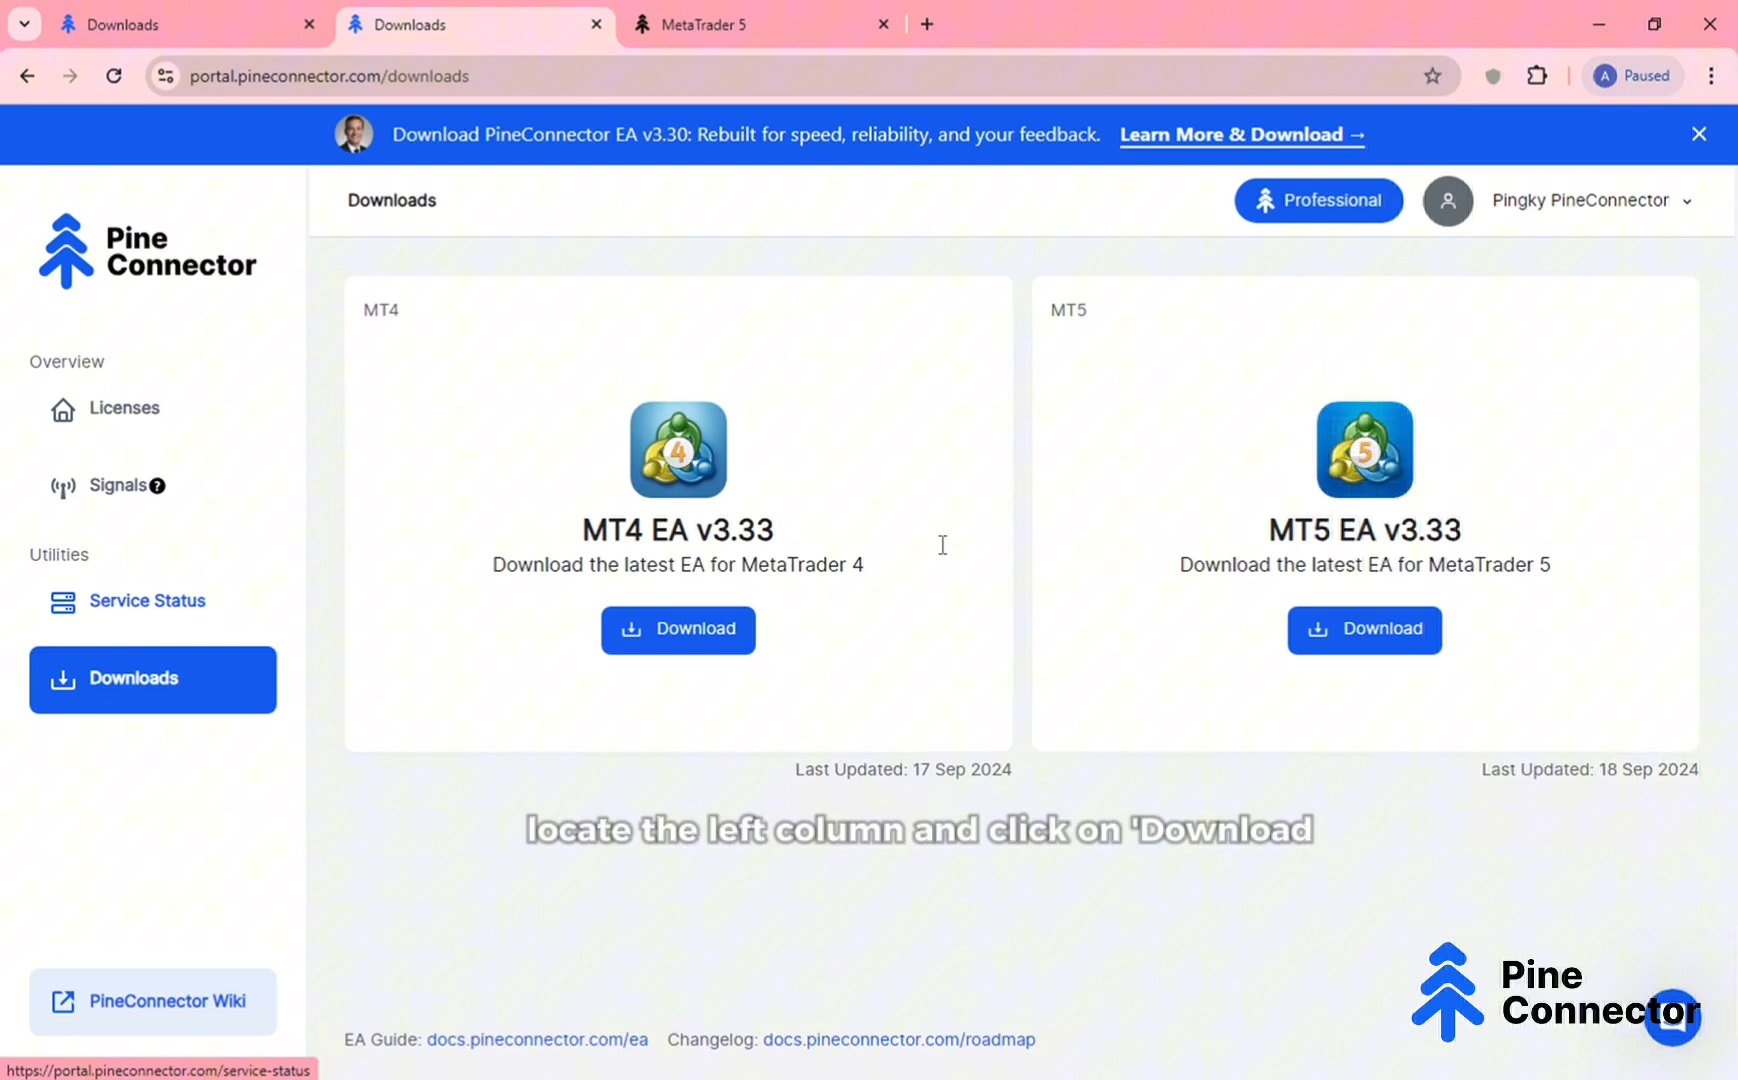 Downloads
Downloads
MetaTrader 5
portal.pineconnector.com/downloads
A Paused
Download PineConnector EA v3.30: Rebuilt for speed, reliability, and your feedback. Learn More & Download →
Pine
Connector
Downloads
Professional
Pingky PineConnector
Overview
Licenses
Signals ?
Utilities
Service Status
Downloads
PineConnector Wiki
MT4
4
MT4 EA v3.33
Download the latest EA for MetaTrader 4
Download
Last Updated: 17 Sep 2024
MT5
5
MT5 EA v3.33
Download the latest EA for MetaTrader 5
Download
Last Updated: 18 Sep 2024
locate the left column and click on 'Download
EA Guide: docs.pineconnector.com/ea Changelog: docs.pineconnector.com/roadmap
Pine
Connector
https://portal.pineconnector.com/service-status